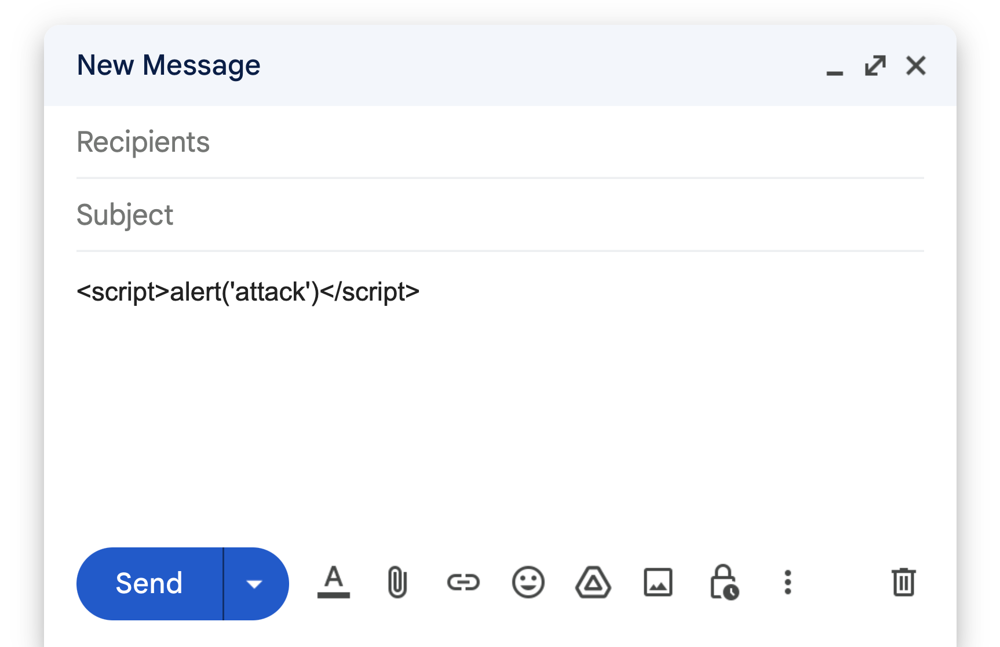 New Message
Recipients
Subject
<script>alert('attack')</script>
Send